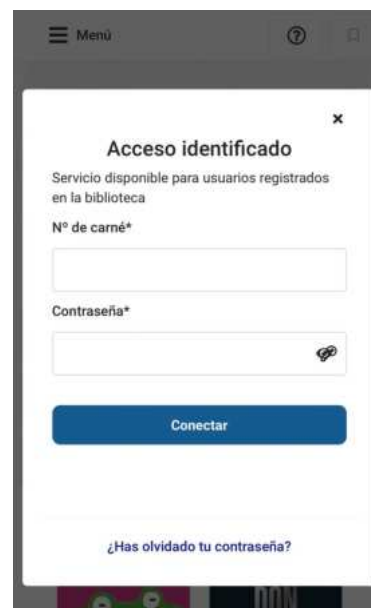 Menú
Acceso identificado
Servicio disponible para usuarios registrados
en la biblioteca
Nº de carné*
Contraseña*
Conectar
¿Has olvidado tu contraseña?
DON